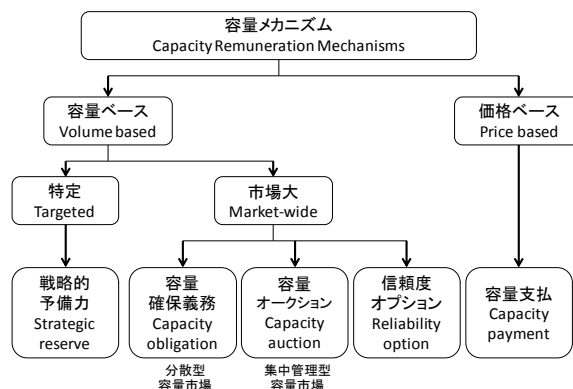 容量メカニズム
Capacity Remuneration Mechanisms
容量ベース
Volume based
価格ベース
Price based
特定
Targeted
市場大
Market-wide
戦略的
予備力
Strategic
reserve
容量
確保義務
Capacity
obligation
容量
オークション
Capacity
auction
信頼度
オプション
Reliability
option
容量支払
Capacity
payment
分散型
容量市場
集中管理型
容量市場